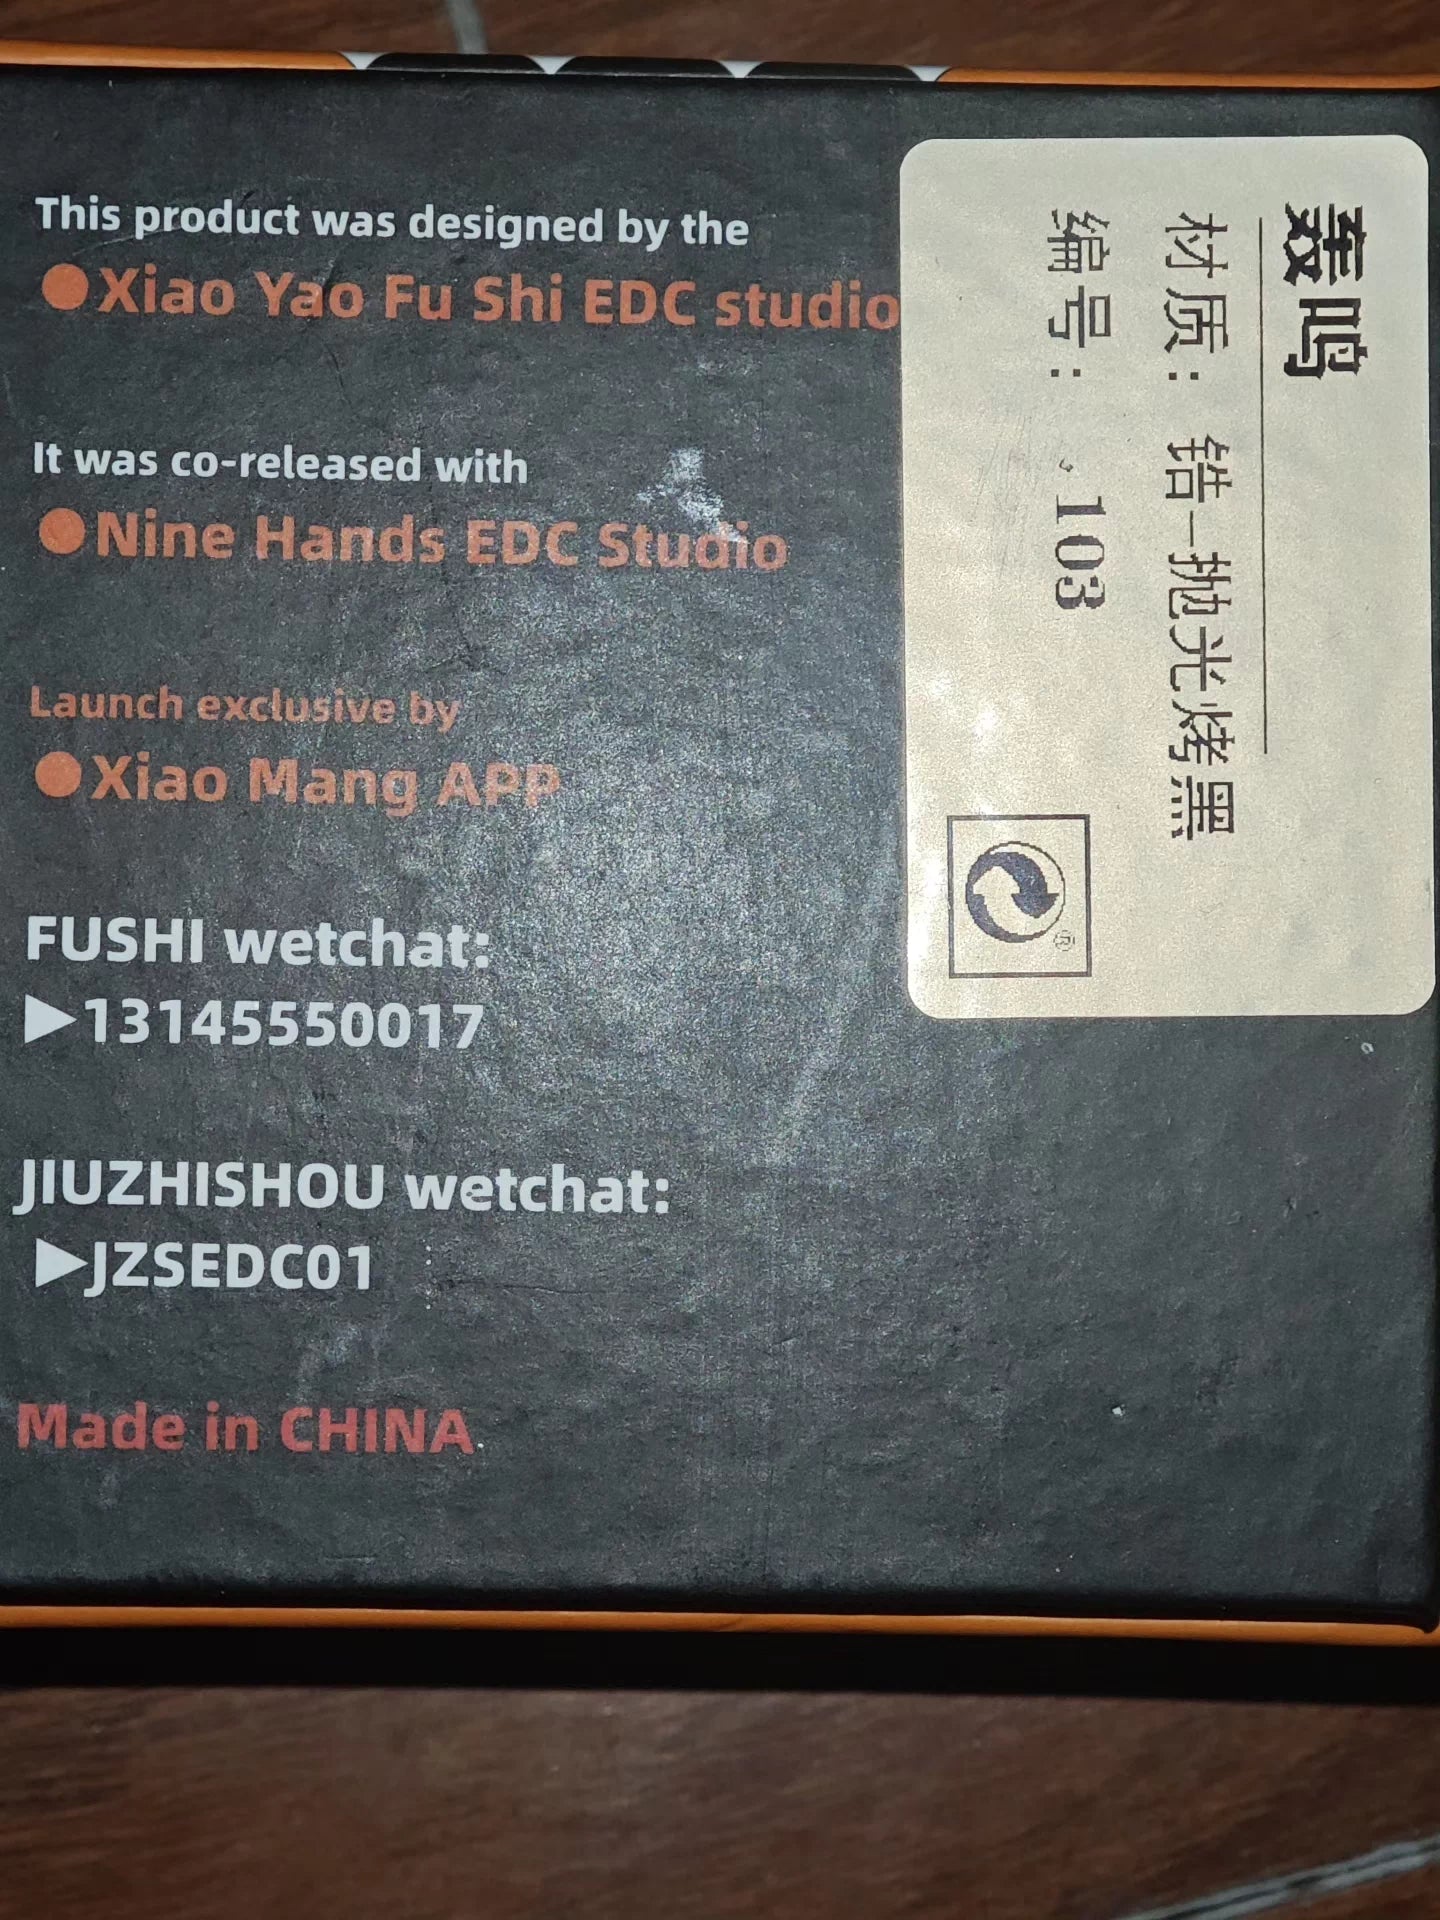 This product was designed by the
●Xiao Yao Fu Shi EDC studio
It was co-released with
●Nine Hands EDC Studio
Launch exclusive by
●Xiao Mang APP
FUSHI wetchat:
▶13145550017
JIUZHISHOU wetchat:
▶JZSEDC01
Made in CHINA
轰鸣
材质：锆-抛光烤黑
编号：，103
®